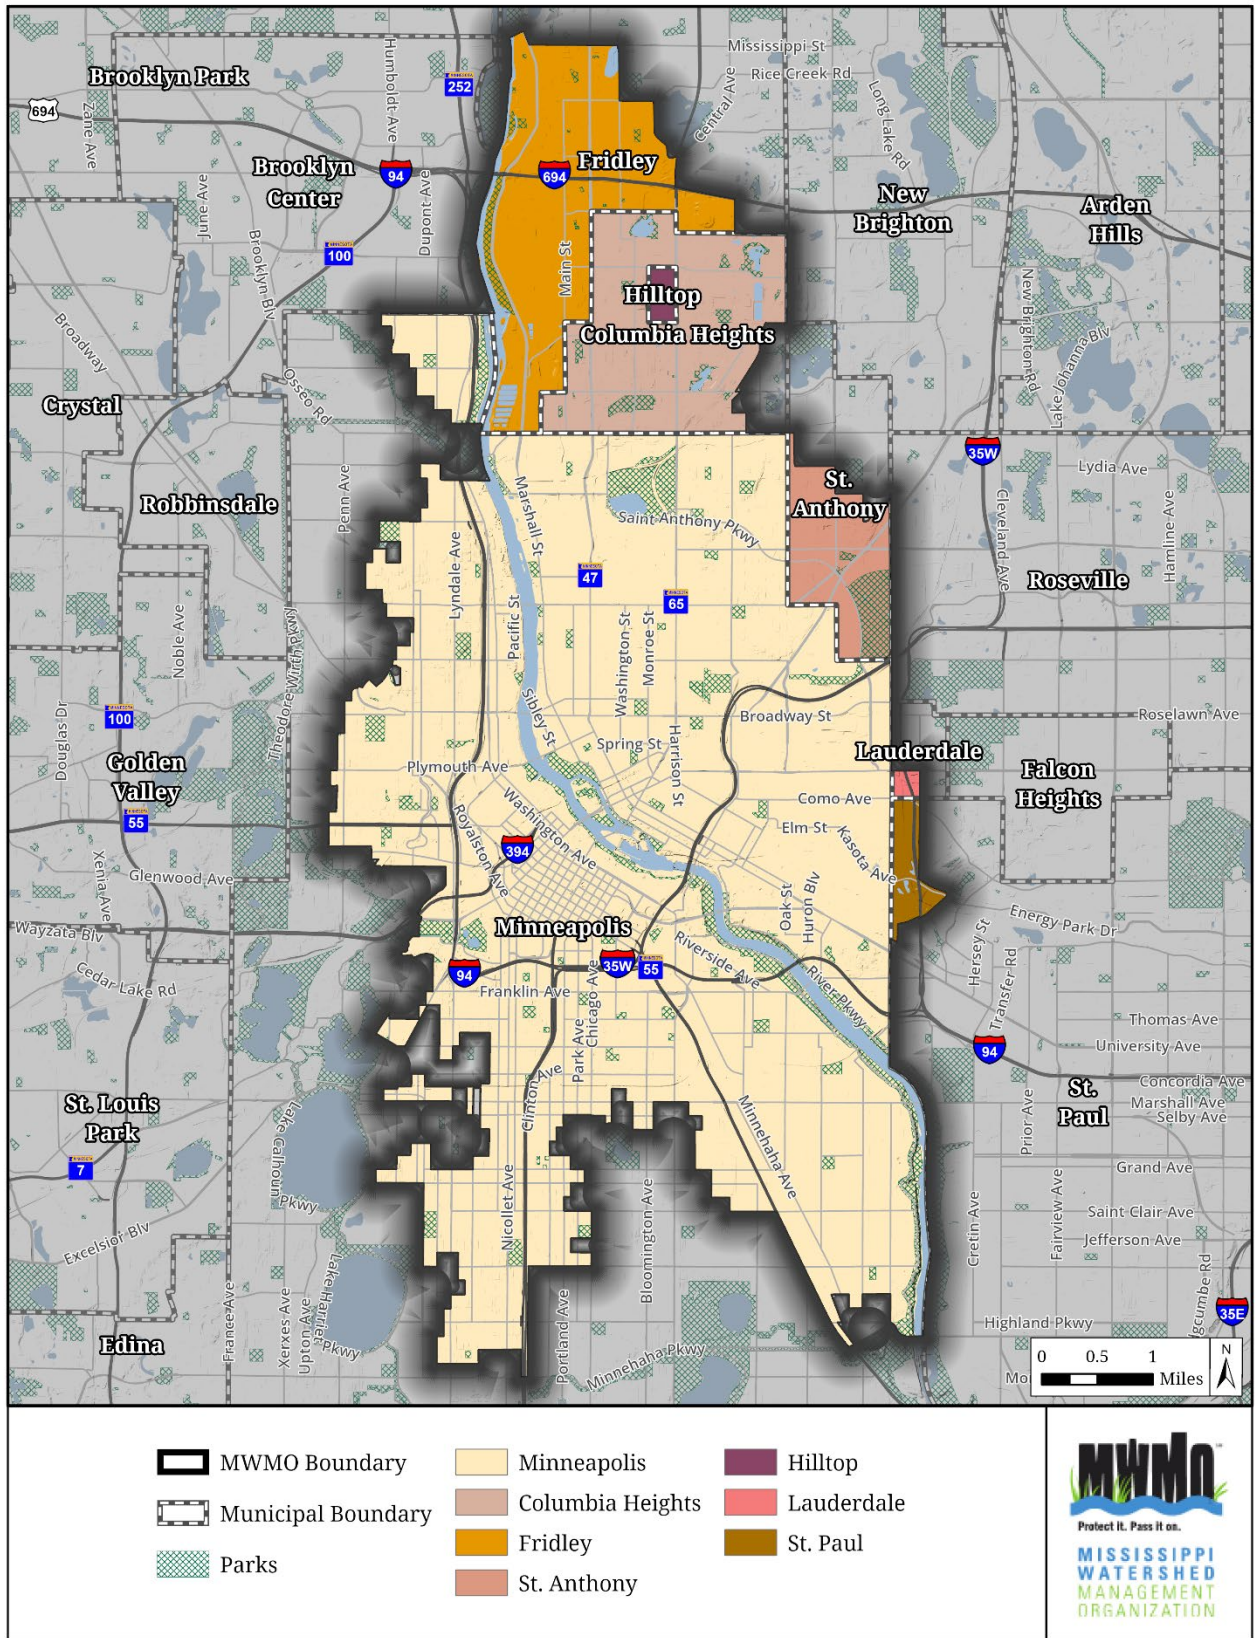 Mississippi St
Brooklyn Park
252
Rice Creek Rd
Humboldt Ave
Central Ave
Long Lake Rd
694
Zane Ave
Brooklyn
Center
94
694
Fridley
Dupont Ave
June Ave
New
Brighton
Arden
Hills
100
Brooklyn Blv
Main St
Hilltop
Columbia Heights
New Brighton Rd
Lake Johanna Blv
Broadway
Osseo Rd
Crystal
35W
Lydia Ave
St.
Anthony
Robbinsdale
Penn Ave
Marshall St
Saint Anthony Pkwy
Cleveland Ave
Hamline Ave
Lyndale Ave
47
65
Roseville
Noble Ave
Theodore Wirth Pkwy
Pacific St
Washington St
Monroe St
Douglas Dr
100
Sibley St
Broadway St
Roselawn Ave
Spring St
Harrison St
Lauderdale
Golden
Valley
Plymouth Ave
Falcon
Heights
55
Washington Ave
Como Ave
Royalston Ave
394
Elm St
Kasota Ave
Xenia Ave
Glenwood Ave
Oak St
Huron Blv
Wayzata Blv
Minneapolis
Energy Park Dr
Hersey St
Transfer Rd
Cedar Lake Rd
94
35W
55
Riverside Ave
River Pkwy
Franklin Ave
Chicago Ave
Park Ave
Thomas Ave
University Ave
94
Clinton Ave
Concordia Ave
St. Louis
Park
St.
Paul
Marshall Ave
Selby Ave
Lake Calhoun Pkwy
Minnehaha Ave
Prior Ave
7
Grand Ave
Nicollet Ave
Bloomington Ave
Cretin Ave
Fairview Ave
Saint Clair Ave
Jefferson Ave
Excelsior Blv
Lake Harriet Pkwy
France Ave
Xerxes Ave
Upton Ave
Portland Ave
Minnehaha Pkwy
Highland Pkwy
35E
Edina
0 0.5 1
Miles
N
MWMO Boundary
Municipal Boundary
Parks
Minneapolis
Columbia Heights
Fridley
St. Anthony
Hilltop
Lauderdale
St. Paul
MWMO
Protect it. Pass it on.
MISSISSIPPI
WATERSHED
MANAGEMENT
ORGANIZATION